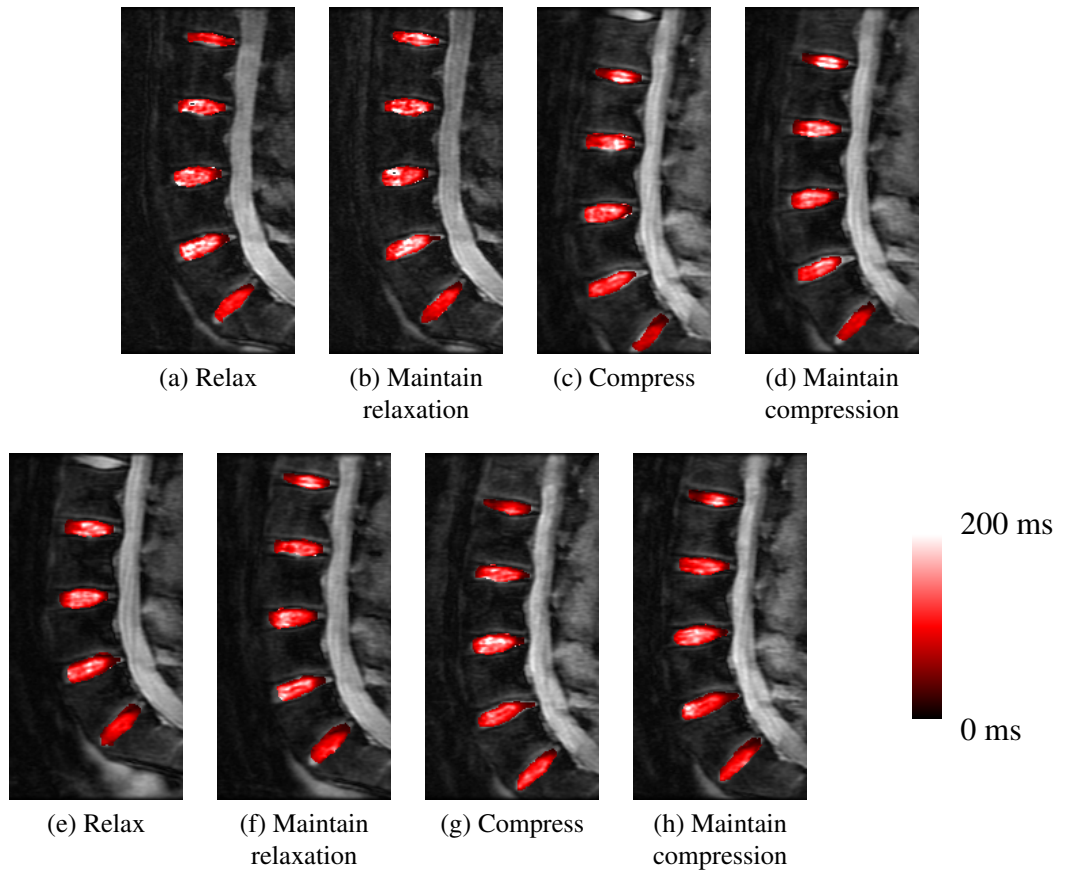 (a) Relax
(b) Maintain
relaxation
(c) Compress
(d) Maintain
compression
200 ms
0 ms
(e) Relax
(f) Maintain
relaxation
(g) Compress
(h) Maintain
compression